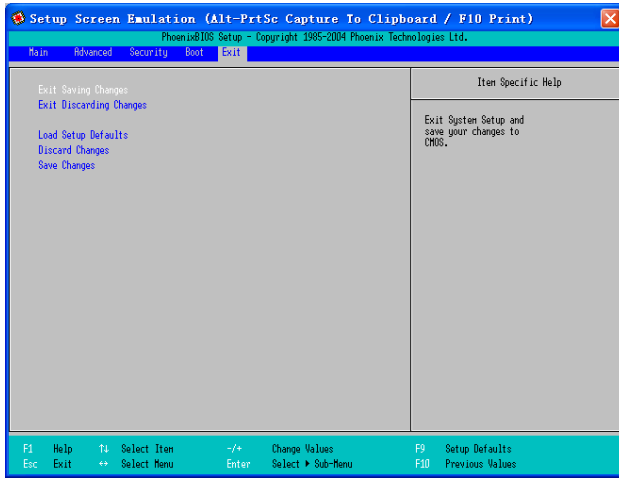 Setup Screen Emulation (Alt-PrtSc Capture To Clipboard / F10 Print)
PhoenixBIOS Setup - Copyright 1985-2004 Phoenix Technologies Ltd.
Main Advanced Security Boot Exit
Exit Saving Changes
Exit Discarding Changes
Load Setup Defaults
Discard Changes
Save Changes
Item Specific Help
Exit System Setup and
save your changes to
CMOS.
F1 Help ↑↓ Select Item -/+ Change Values F9 Setup Defaults
Esc Exit ↔ Select Menu Enter Select ▶ Sub-Menu F10 Previous Values